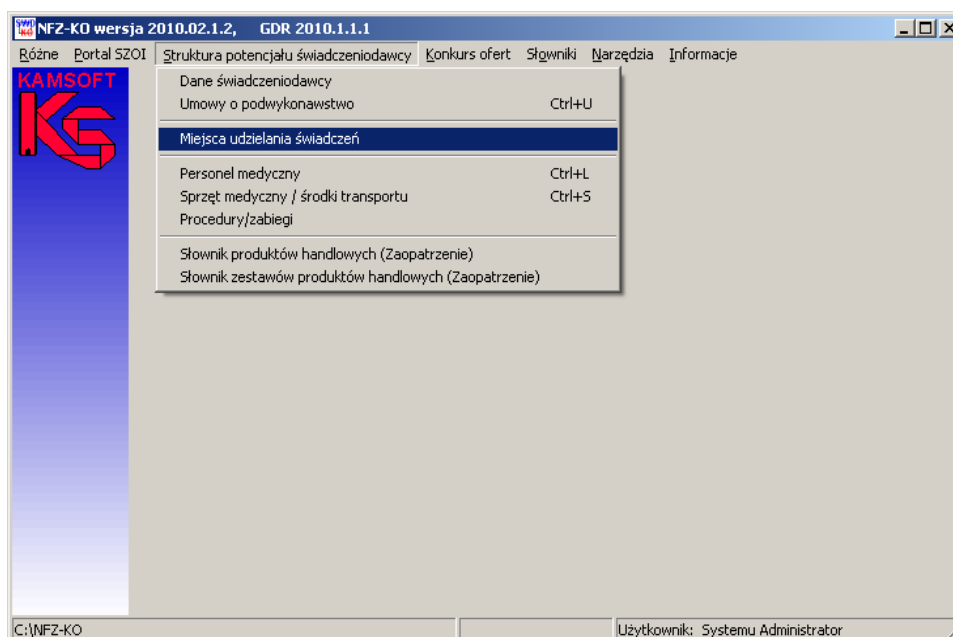 NFZ-KO wersja 2010.02.1.2, GDR 2010.1.1.1
Różne Portal SZOI Struktura potencjału świadczeniodawcy Konkurs ofert Słowniki Narzędzia Informacje
KAMSOFT
KS
Dane świadczeniodawcy
Umowy o podwykonawstwo Ctrl+U
Miejsca udzielania świadczeń
Personel medyczny Ctrl+L
Sprzęt medyczny / środki transportu Ctrl+S
Procedury/zabiegi
Słownik produktów handlowych (Zaopatrzenie)
Słownik zestawów produktów handlowych (Zaopatrzenie)
C:\NFZ-KO Użytkownik: Systemu Administrator